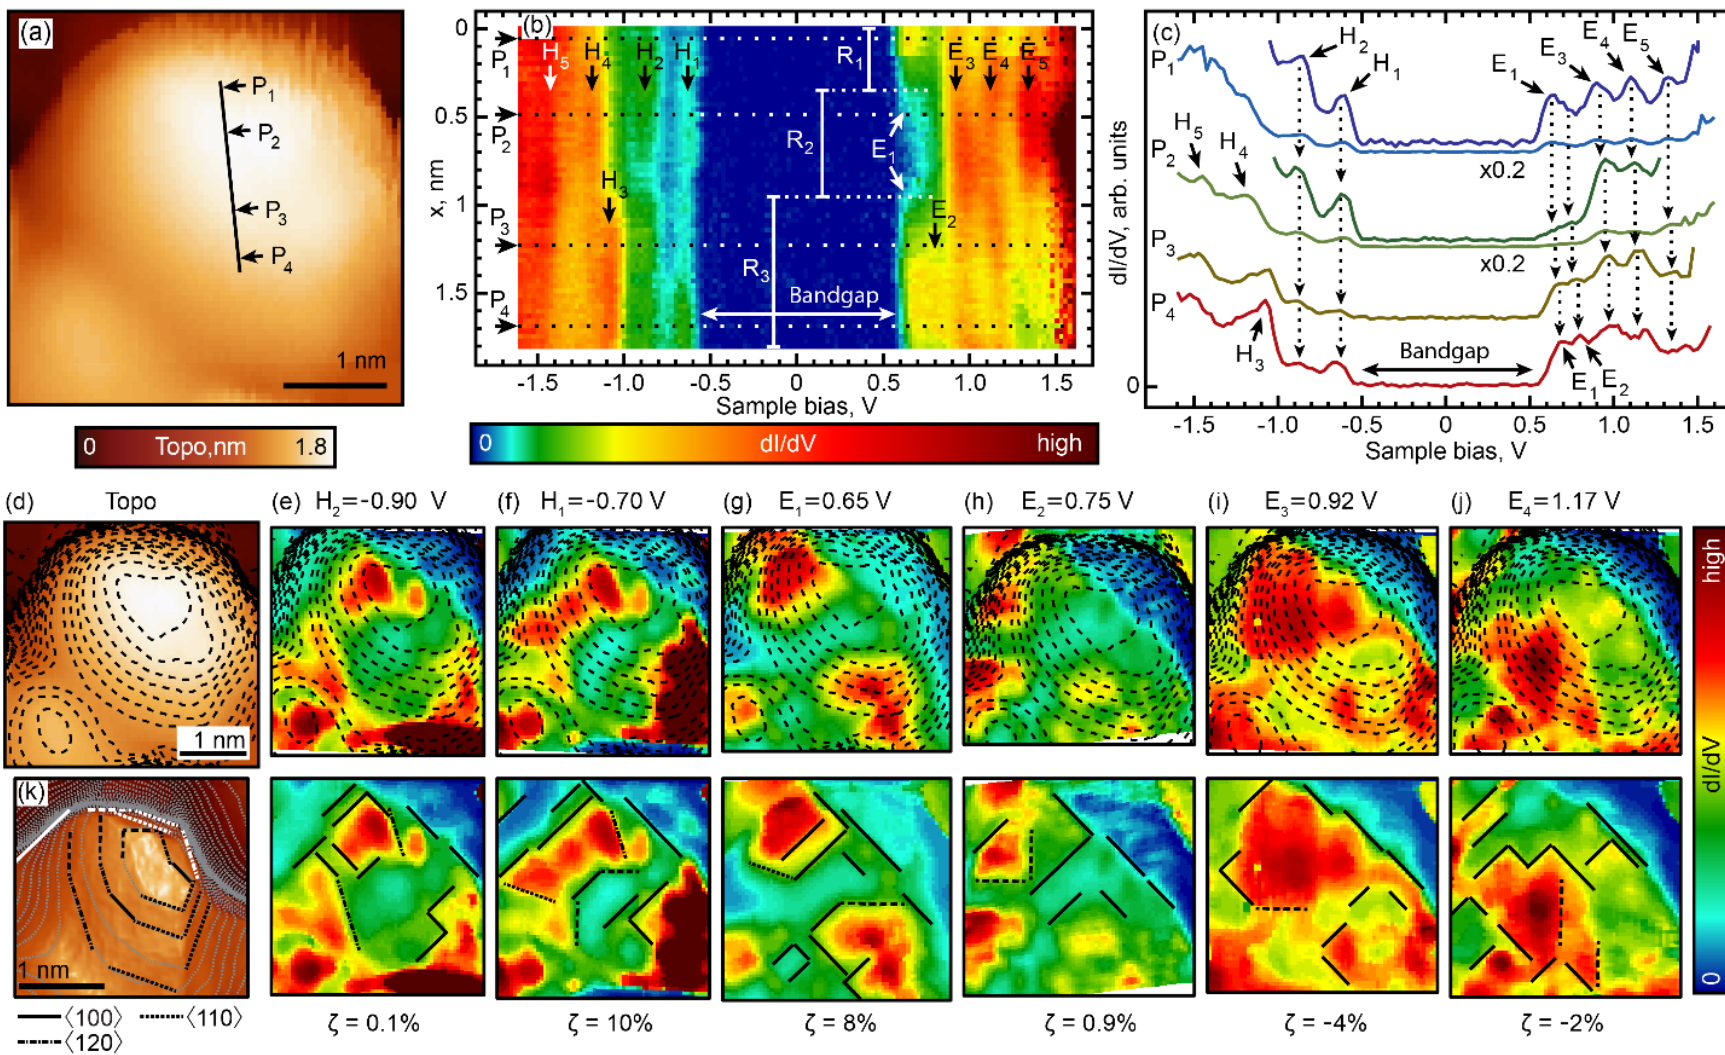 (a)
P1
P2
P3
P4
1 nm
0 Topo,nm 1.8
(b)
x, nm
0
0.5
1
1.5
P1
P2
P3
P4
H5
H4
H2
H1
H3
R1
R2
R3
E1
E3
E4
E5
E2
Bandgap
-1.5 -1.0 -0.5 0 0.5 1.0 1.5
Sample bias, V
0 dI/dV high
(c)
dI/dV, arb. units
0
P1
P2
P3
P4
H2
H1
H5
H4
H3
E1
E3
E4
E5
x0.2
x0.2
Bandgap
E1
E2
-1.5 -1.0 -0.5 0 0.5 1.0 1.5
Sample bias, V
(d) Topo
1 nm
(e) H2=-0.90 V
(f) H1=-0.70 V
(g) E1=0.65 V
(h) E2=0.75 V
(i) E3=0.92 V
(j) E4=1.17 V
high
dI/dV
0
(k)
1 nm
⟨100⟩ ⟨110⟩
⟨120⟩
ζ = 0.1%
ζ = 10%
ζ = 8%
ζ = 0.9%
ζ = -4%
ζ = -2%